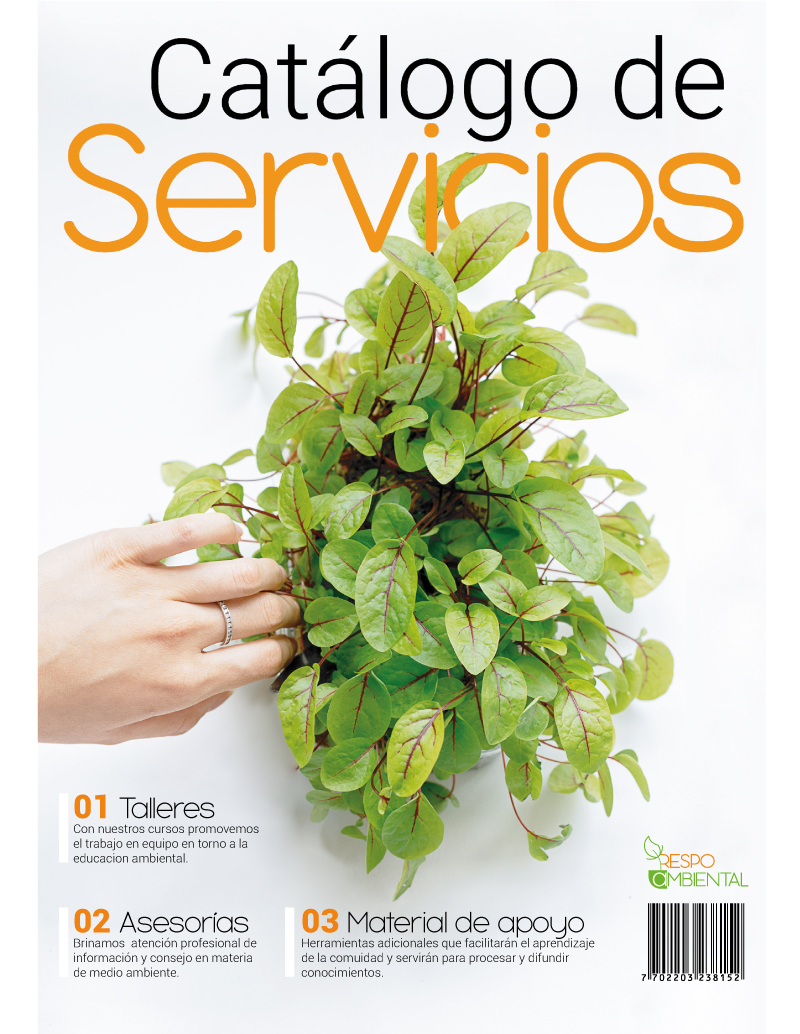 Catálogo de
Servicios
01 Talleres
Con nuestros cursos promovemos
el trabajo en equipo en torno a la
educacion ambiental.
02 Asesorías
Brinamos atención profesional de
información y consejo en materia
de medio ambiente.
03 Material de apoyo
Herramientas adicionales que facilitarán el aprendizaje
de la comuidad y servirán para procesar y difundir
conocimientos.
RESPO
AMBIENTAL
7 702203 238152